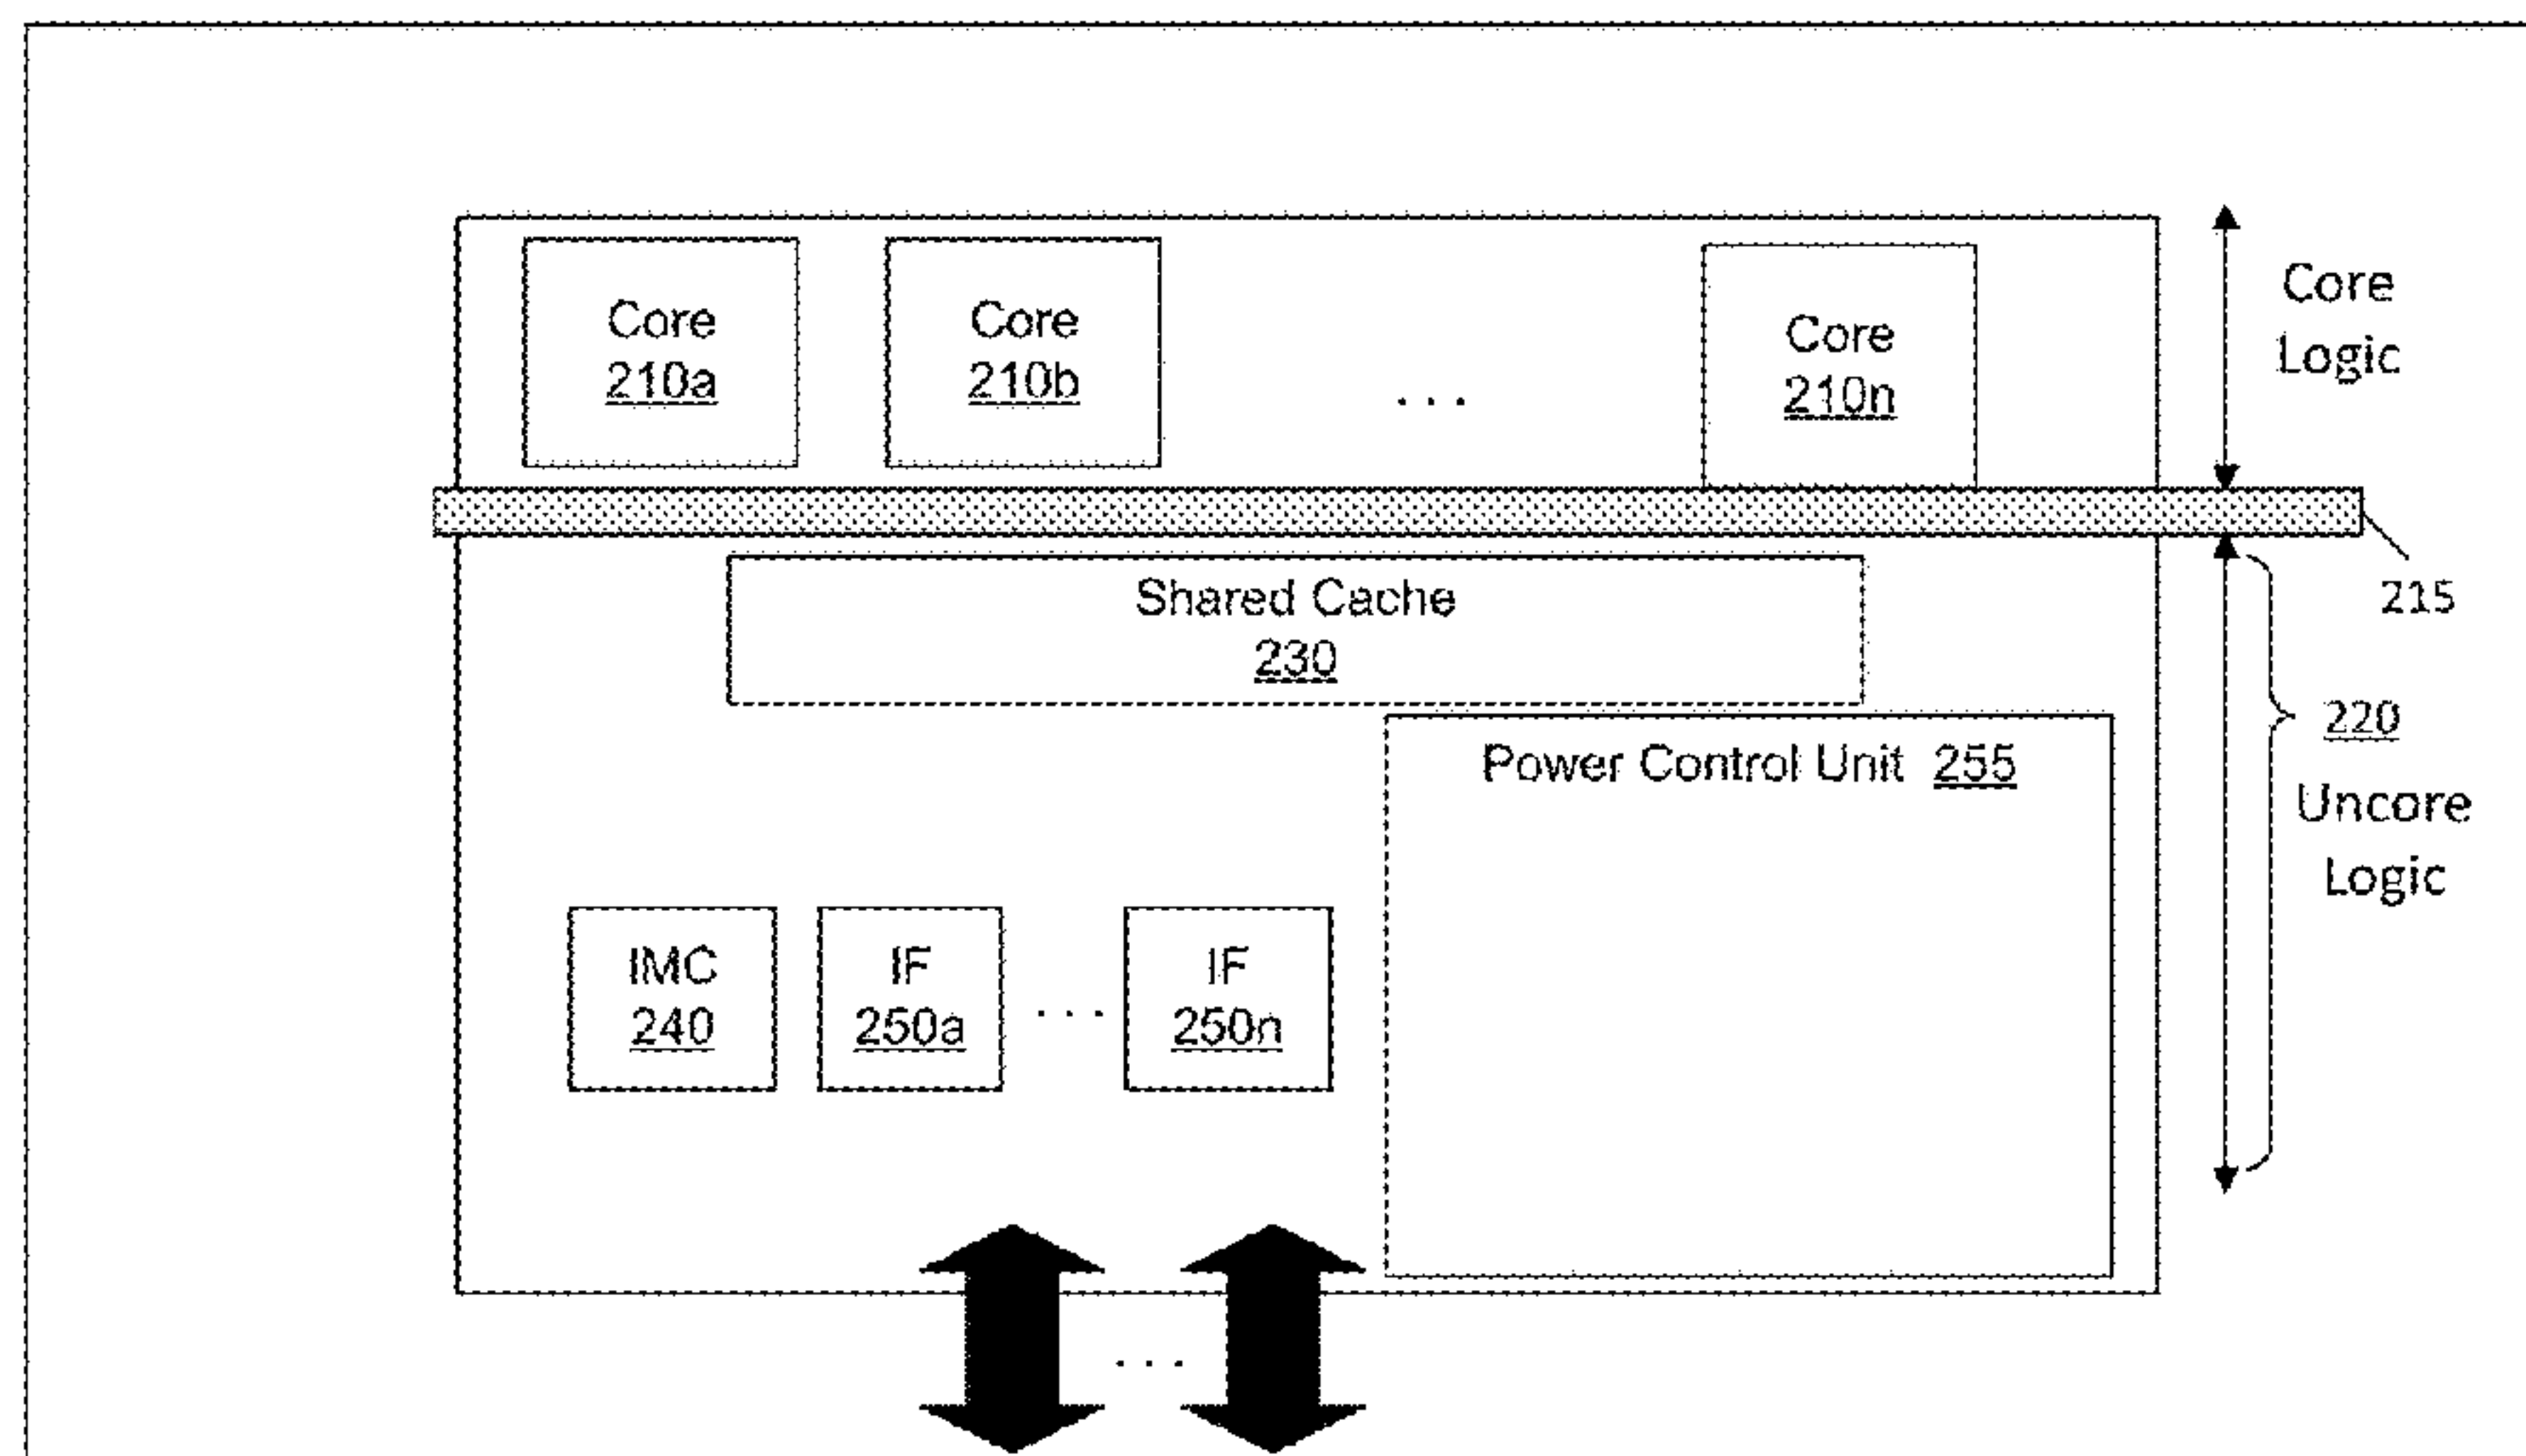 Core
210a
Core
210b
...
Core
210n
Core
Logic
215
Shared Cache
230
Power Control Unit 255
220
Uncore
Logic
IMC
240
IF
250a
...
IF
250n
...